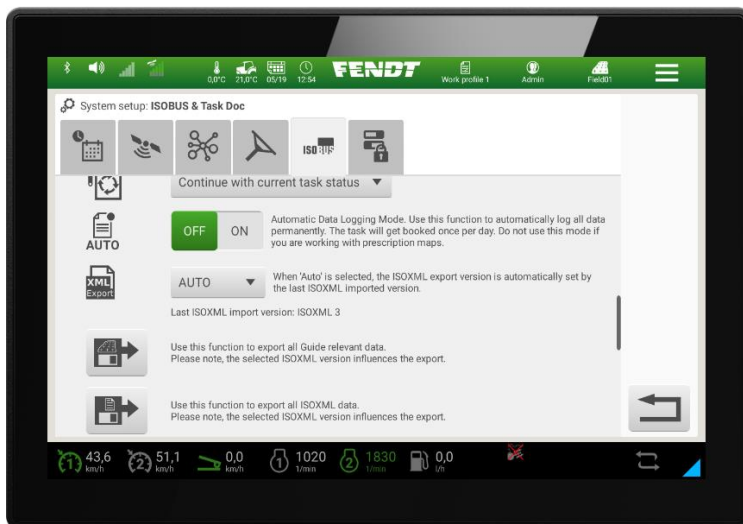 0,0°C 21,0°C 05/19 12:54 FENDT Work profile 1 Admin Field01
System setup: ISOBUS & Task Doc
ISOBUS
Continue with current task status
AUTO
OFF ON
Automatic Data Logging Mode. Use this function to automatically log all data
permanently. The task will get booked once per day. Do not use this mode if
you are working with prescription maps.
XML
Export
AUTO
When 'Auto' is selected, the ISOXML export version is automatically set by
the last ISOXML imported version.
Last ISOXML import version: ISOXML 3
Use this function to export all Guide relevant data.
Please note, the selected ISOXML version influences the export.
Use this function to export all ISOXML data.
Please note, the selected ISOXML version influences the export.
1 43,6 km/h 2 51,1 km/h 0,0 km/h 1 1020 1/min 2 1830 1/min 0,0 l/h